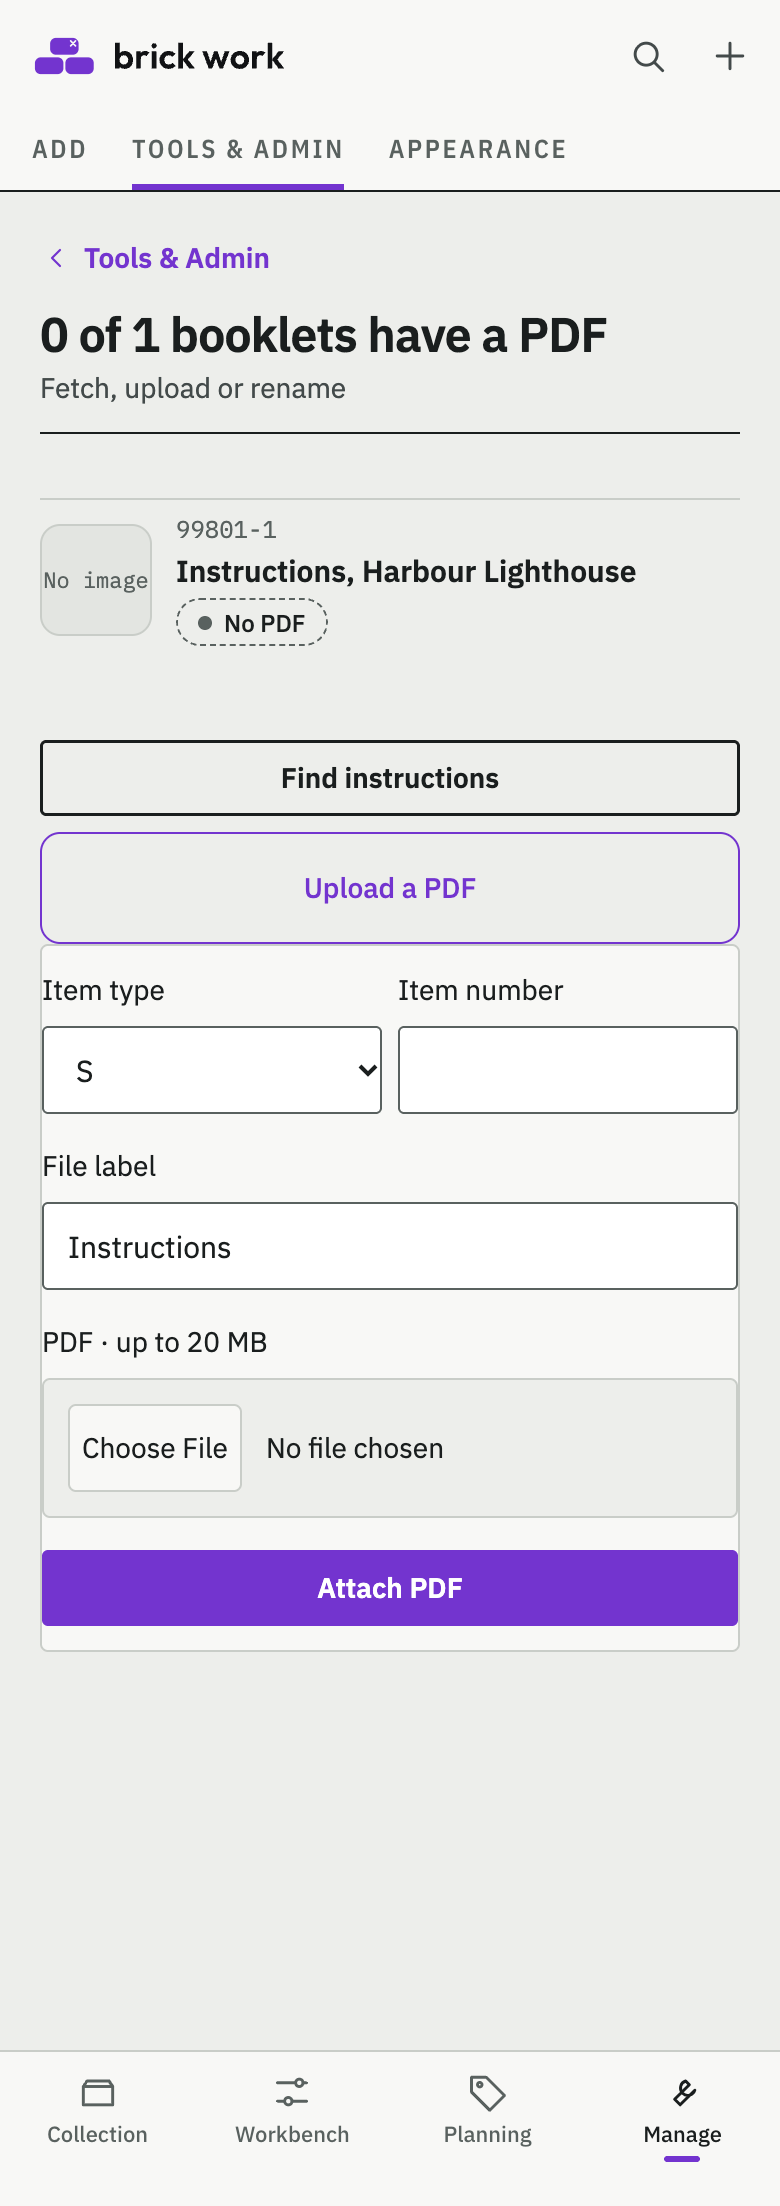 brick work
ADD TOOLS & ADMIN APPEARANCE
Tools & Admin
0 of 1 booklets have a PDF
Fetch, upload or rename
No image
99801-1
Instructions, Harbour Lighthouse
No PDF
Find instructions
Upload a PDF
Item type Item number
S
File label
Instructions
PDF · up to 20 MB
Choose File No file chosen
Attach PDF
Collection Workbench Planning Manage